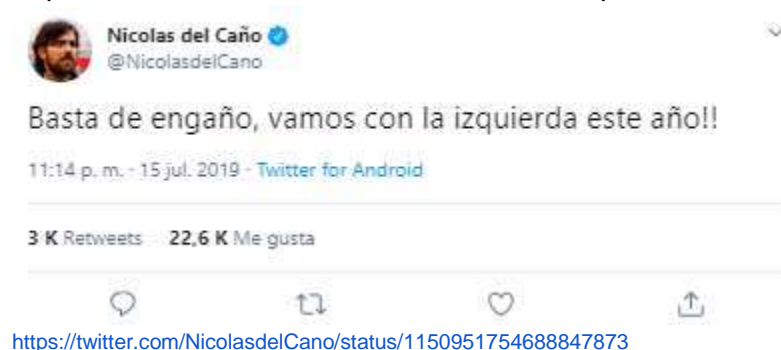 Nicolas del Caño
@NicolasdelCano
Basta de engaño, vamos con la izquierda este año!!
11:14 p. m. · 15 jul. 2019 · Twitter for Android
3 K Retweets 22,6 K Me gusta
https://twitter.com/NicolasdelCano/status/1150951754688847873